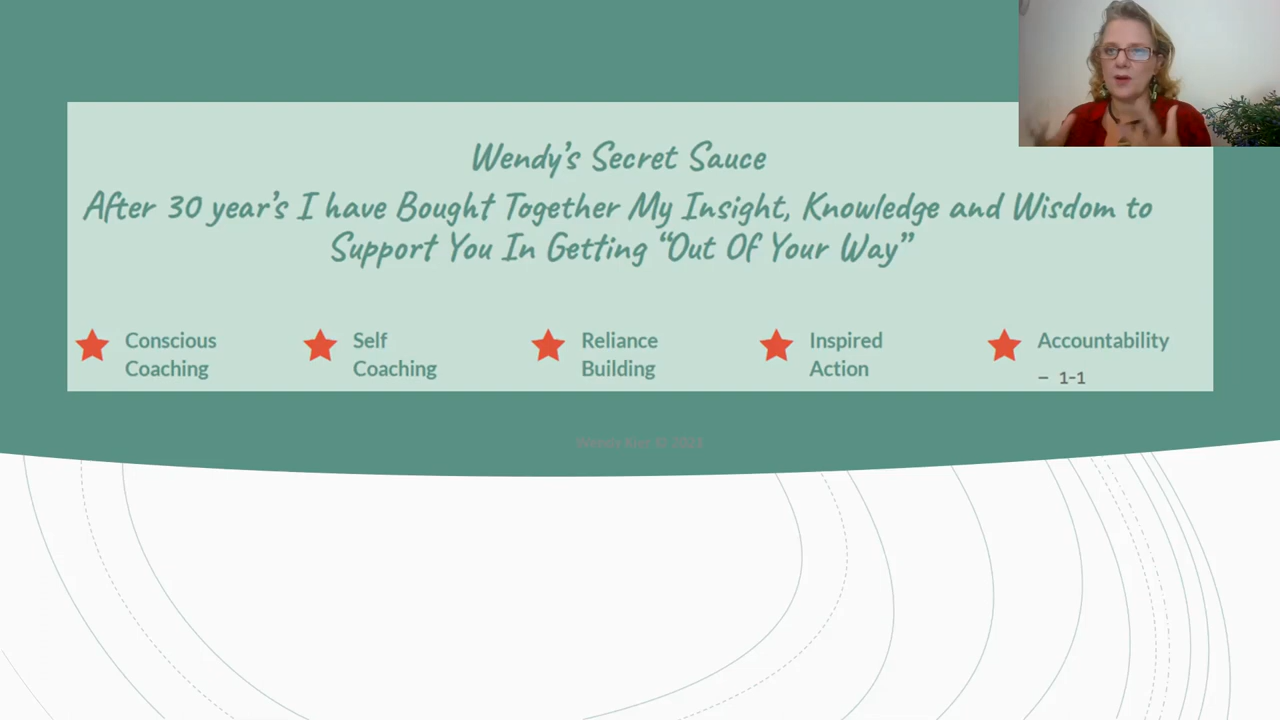 Wendy's Secret Sauce
After 30 year's I have Bought Together My Insight, Knowledge and Wisdom to
Support You In Getting “Out Of Your Way”
Conscious
Coaching
Self
Coaching
Reliance
Building
Inspired
Action
Accountability
– 1-1